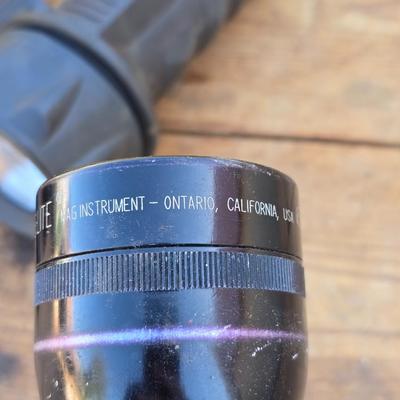 -LITE MAG INSTRUMENT – ONTARIO, CALIFORNIA, USA